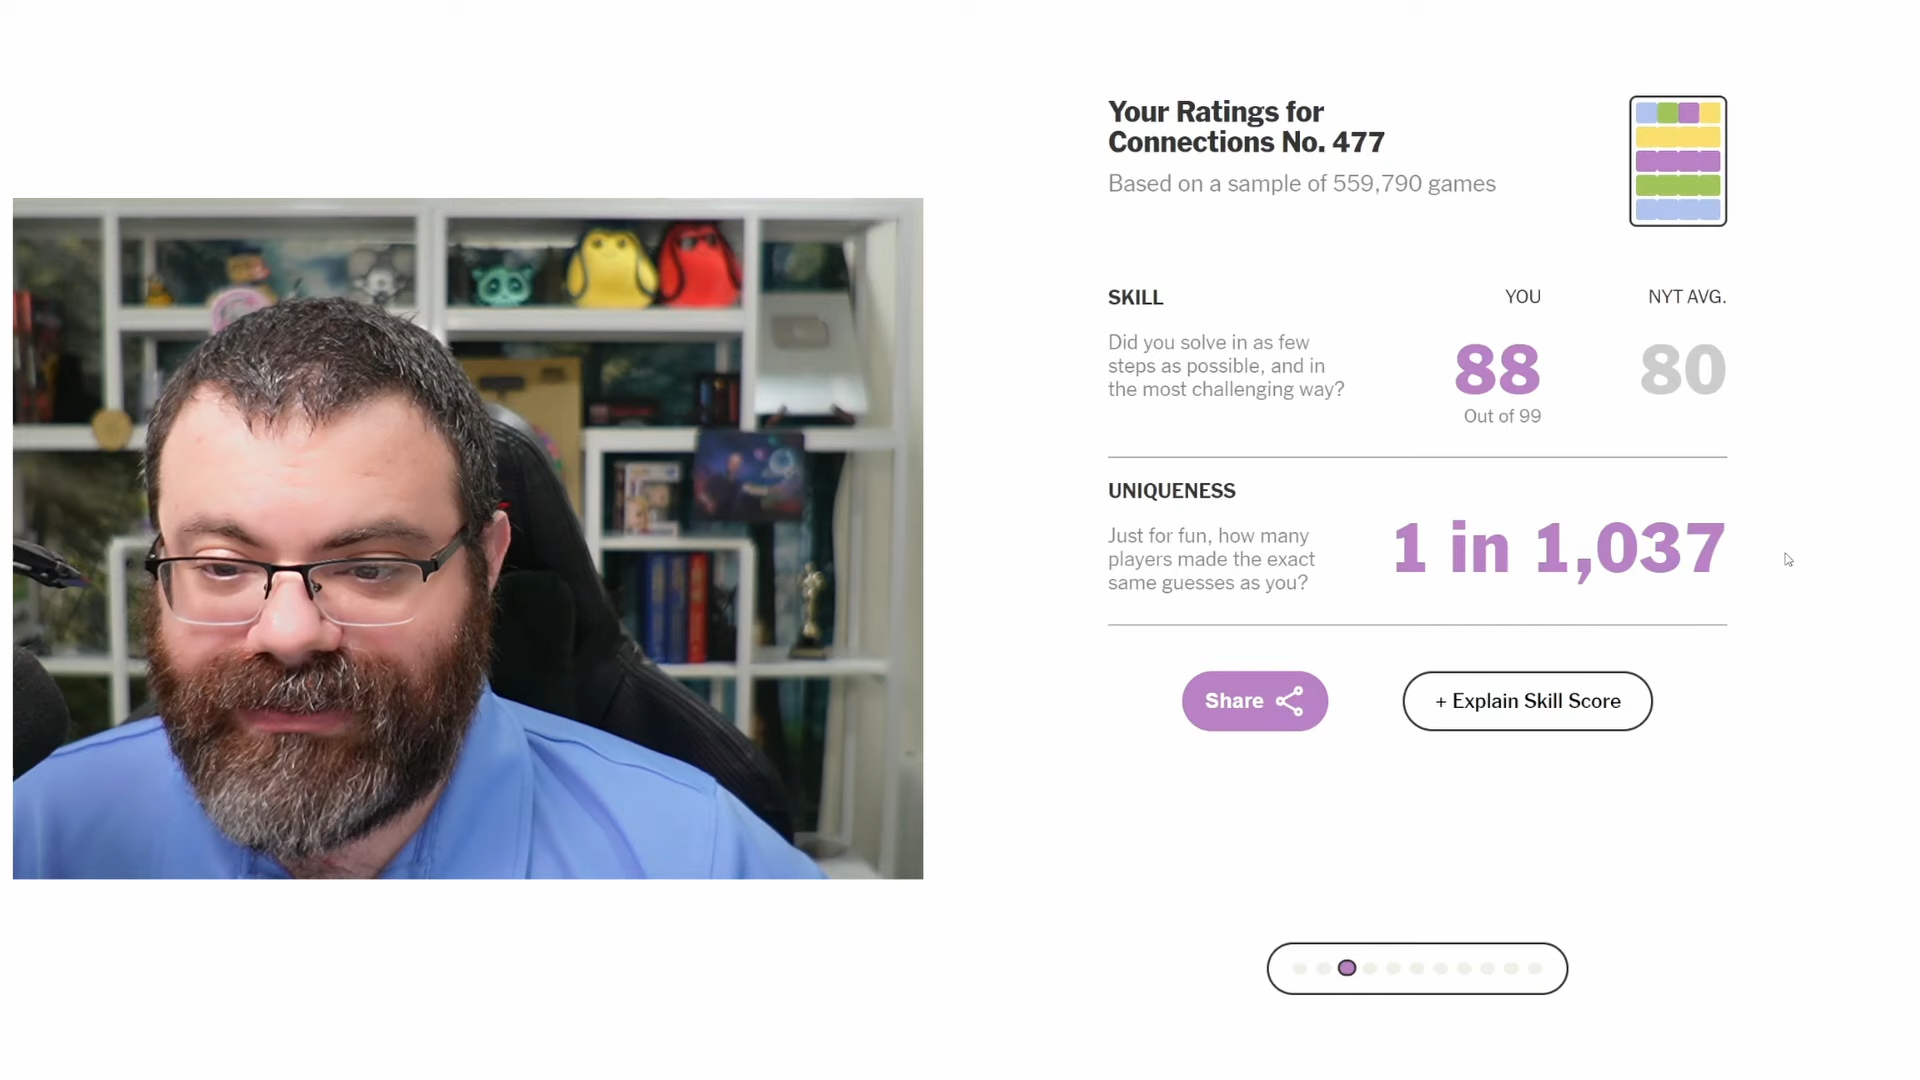 Your Ratings for
Connections No. 477
Based on a sample of 559,790 games
SKILL
YOU
NYT AVG.
Did you solve in as few
steps as possible, and in
the most challenging way?
88
80
Out of 99
UNIQUENESS
Just for fun, how many
players made the exact
same guesses as you?
1 in 1,037
Share
+ Explain Skill Score